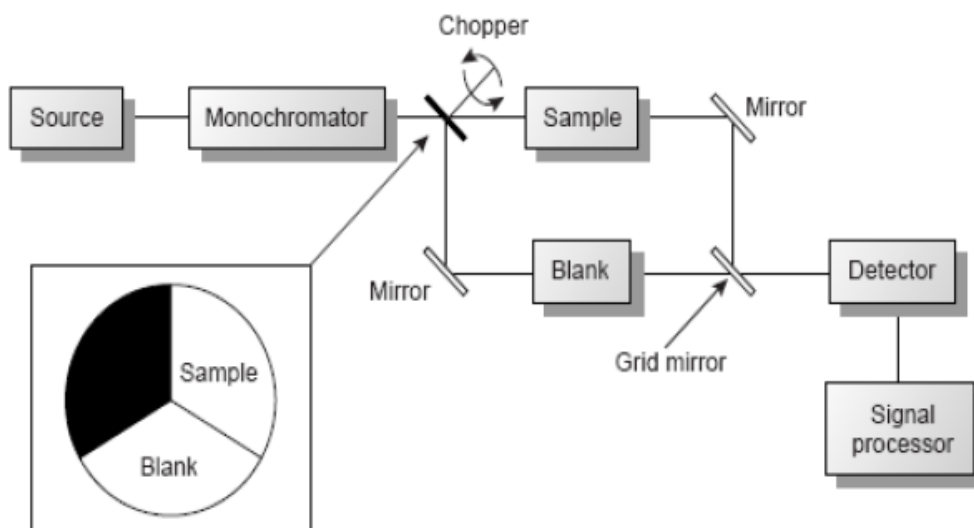 Chopper
Source
Monochromator
Sample
Mirror
Mirror
Blank
Detector
Grid mirror
Sample
Blank
Signal
processor